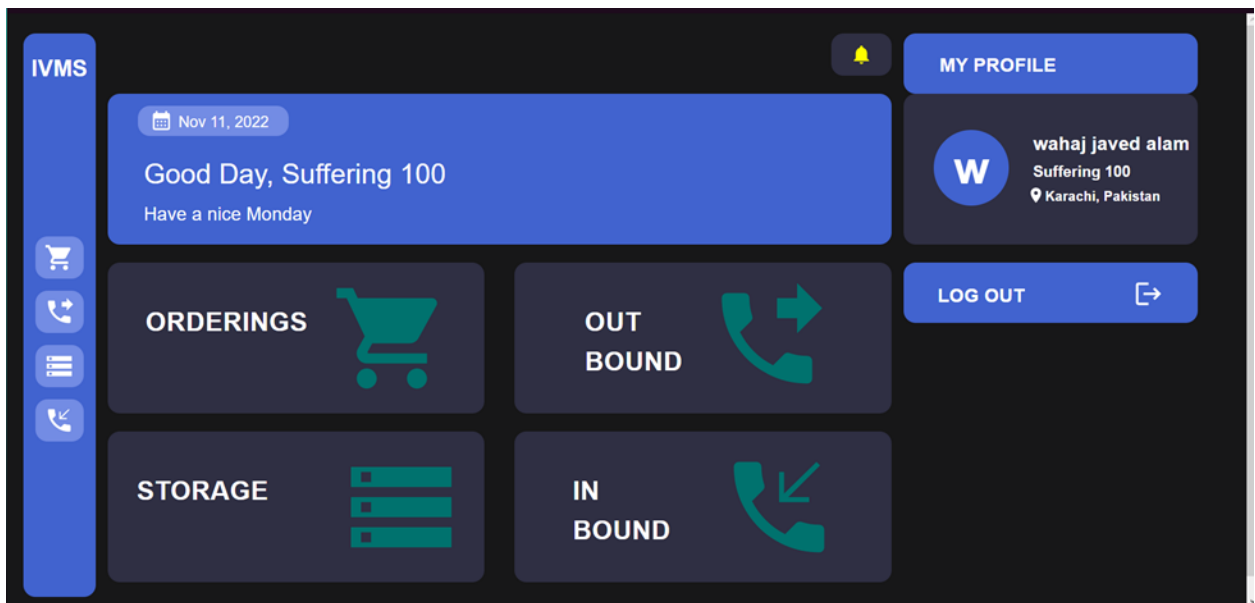 IVMS
Nov 11, 2022
Good Day, Suffering 100
Have a nice Monday
ORDERINGS
OUT
BOUND
STORAGE
IN
BOUND
MY PROFILE
W
wahaj javed alam
Suffering 100
Karachi, Pakistan
LOG OUT